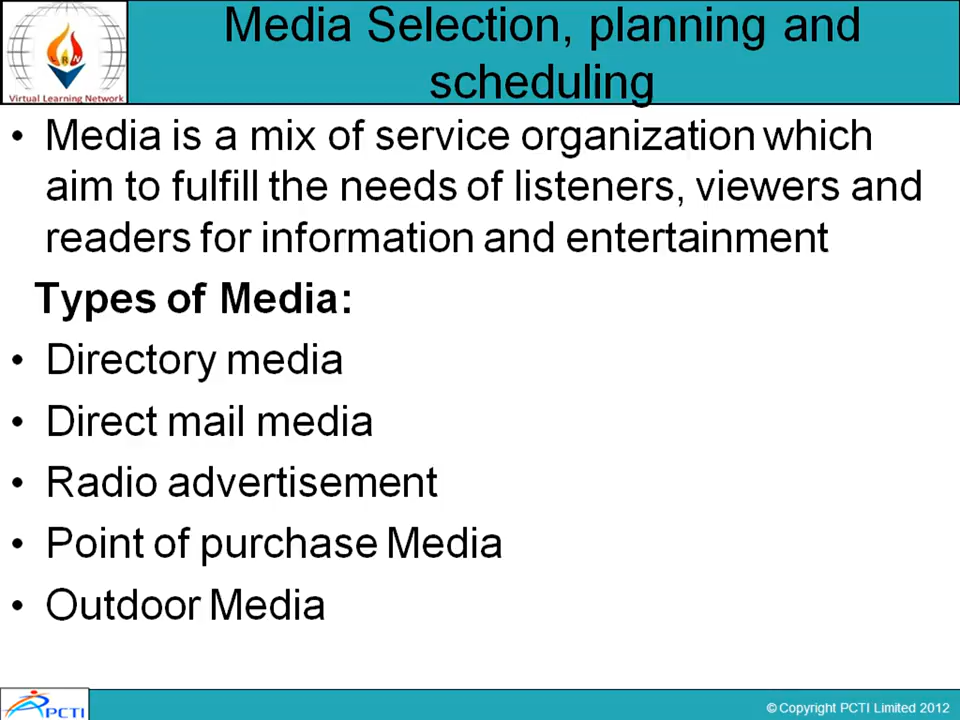 Media Selection, planning and
scheduling
Virtual Learning Network
• Media is a mix of service organization which
aim to fulfill the needs of listeners, viewers and
readers for information and entertainment
Types of Media:
• Directory media
• Direct mail media
• Radio advertisement
• Point of purchase Media
• Outdoor Media
PCTI
© Copyright PCTI Limited 2012